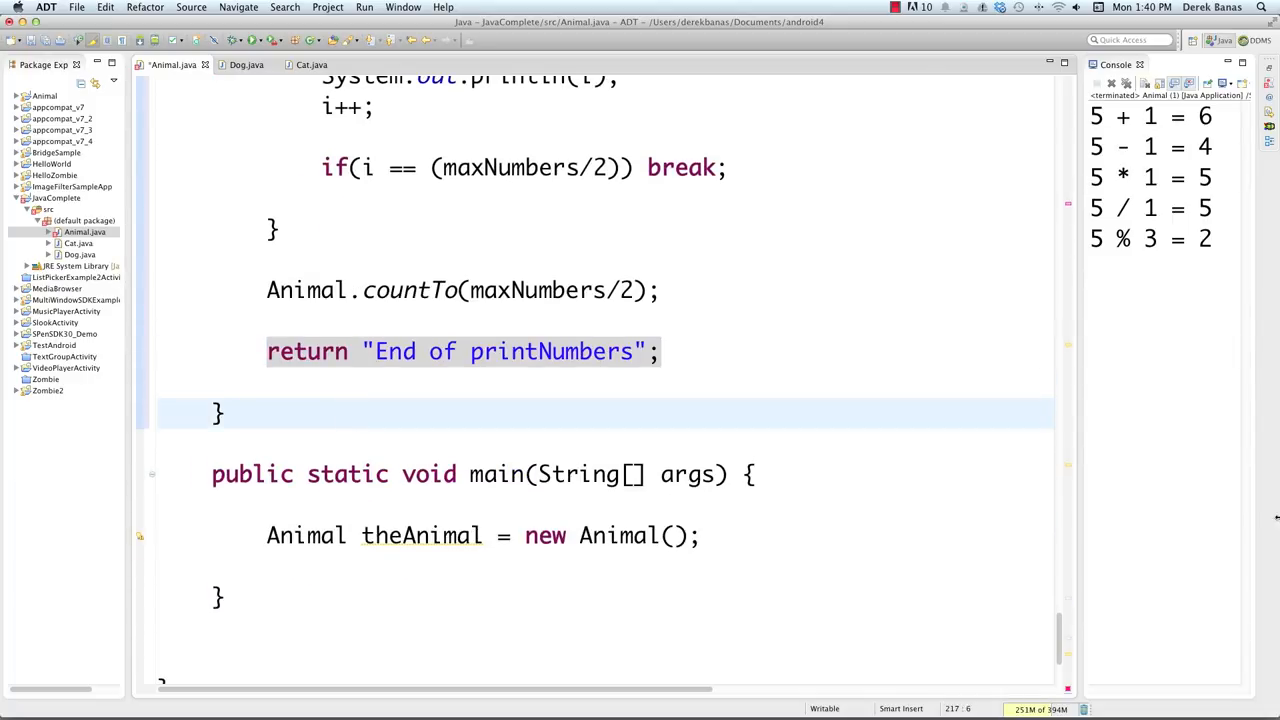 ADT File Edit Refactor Source Navigate Search Project Run Window Help 10 Mon 1:40 PM Derek Banas
Java – JavaComplete/src/Animal.java – ADT – /Users/derekbanas/Documents/android4
Quick Access Java DDMS
Package Exp
Animal
appcompat_v7
appcompat_v7_2
appcompat_v7_3
appcompat_v7_4
BridgeSample
HelloWorld
HelloZombie
ImageFilterSampleApp
JavaComplete
src
(default package)
Animal.java
Cat.java
Dog.java
JRE System Library [Ja
ListPickerExample2Activi
MediaBrowser
MultiWindowSDKExample
MusicPlayerActivity
SlookActivity
SPenSDK30_Demo
TestAndroid
TextGroupActivity
VideoPlayerActivity
Zombie
Zombie2
*Animal.java Dog.java Cat.java
System.out.println(i);
i++;
if(i == (maxNumbers/2)) break;
}
Animal.countTo(maxNumbers/2);
return "End of printNumbers";
}
public static void main(String[] args) {
Animal theAnimal = new Animal();
}
}
Console
<terminated> Animal (1) [Java Application] /S
5 + 1 = 6
5 - 1 = 4
5 * 1 = 5
5 / 1 = 5
5 % 3 = 2
Writable Smart Insert 217 : 6 251M of 394M